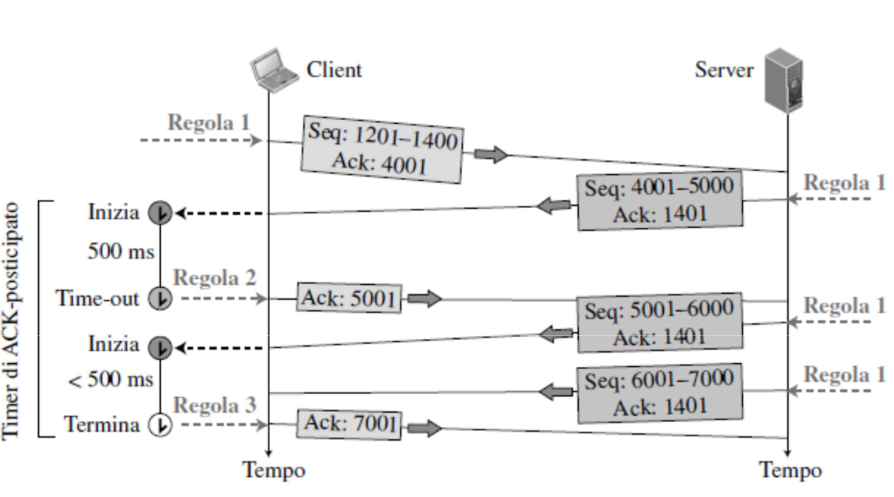 Client
Server
Regola 1
Seq: 1201–1400
Ack: 4001
Seq: 4001–5000
Ack: 1401
Regola 1
Timer di ACK-posticipato
Inizia
500 ms
Regola 2
Time-out
Ack: 5001
Seq: 5001–6000
Ack: 1401
Regola 1
Inizia
< 500 ms
Seq: 6001–7000
Ack: 1401
Regola 1
Regola 3
Termina
Ack: 7001
Tempo
Tempo